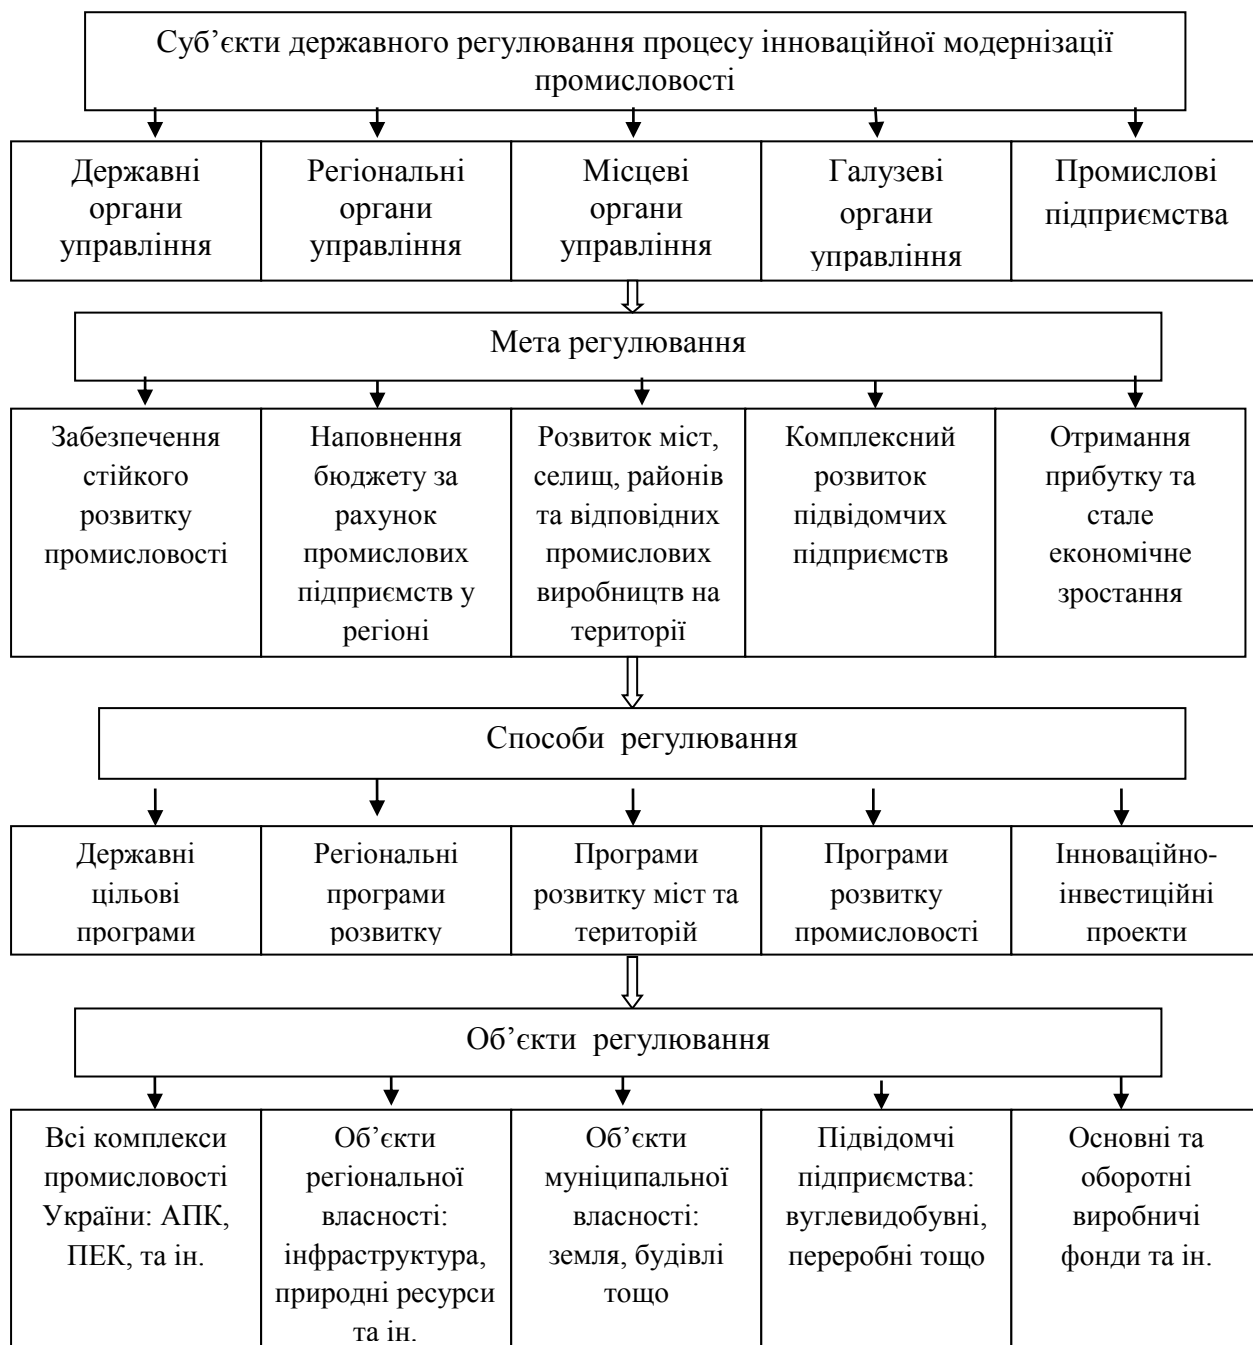 Суб’єкти державного регулювання процесу інноваційної модернізації
промисловості
Державні
органи
управління
Регіональні
органи
управління
Місцеві
органи
управління
Галузеві
органи
управління
Промислові
підприємства
Мета регулювання
Забезпечення
стійкого
розвитку
промисловості
Наповнення
бюджету за
рахунок
промислових
підприємств у
регіоні
Розвиток міст,
селищ, районів
та відповідних
промислових
виробництв на
території
Комплексний
розвиток
підвідомчих
підприємств
Отримання
прибутку та
стале
економічне
зростання
Способи регулювання
Державні
цільові
програми
Регіональні
програми
розвитку
Програми
розвитку міст та
територій
Програми
розвитку
промисловості
Інноваційно-
інвестиційні
проекти
Об’єкти регулювання
Всі комплекси
промисловості
України: АПК,
ПЕК, та ін.
Об’єкти
регіональної
власності:
інфраструктура,
природні ресурси
та ін.
Об’єкти
муніципальної
власності:
земля, будівлі
тощо
Підвідомчі
підприємства:
вуглевидобувні,
переробні тощо
Основні та
оборотні
виробничі
фонди та ін.